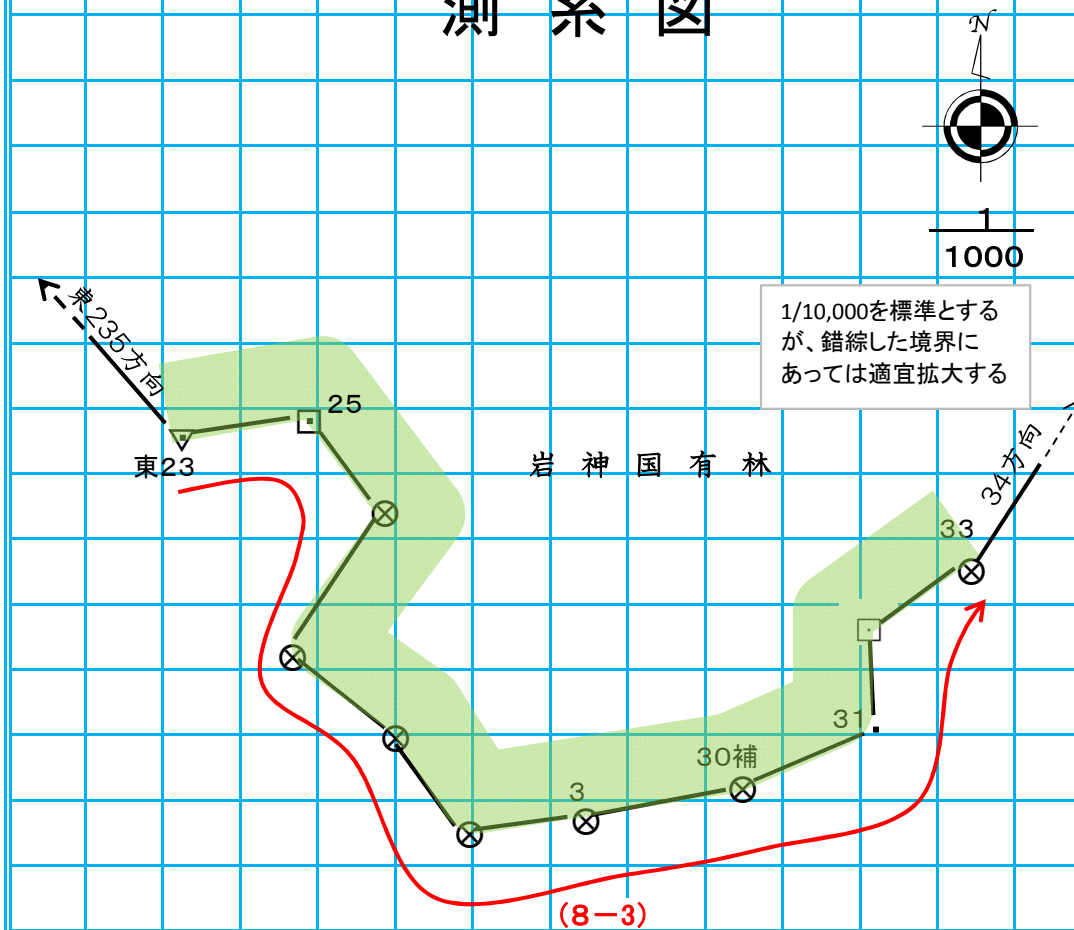 測糸図
N
1
1000
1/10,000を標準とする
が、錯綜した境界に
あっては適宜拡大する
東235方向
25
東23
岩神国有林
34方向
33
31
30補
3
(8-3)